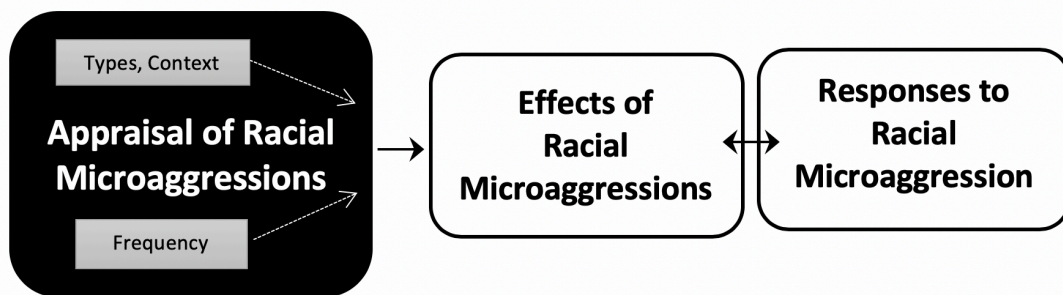 Types, Context
Appraisal of Racial
Microaggressions
Frequency
Effects of
Racial
Microaggressions
Responses to
Racial
Microaggression